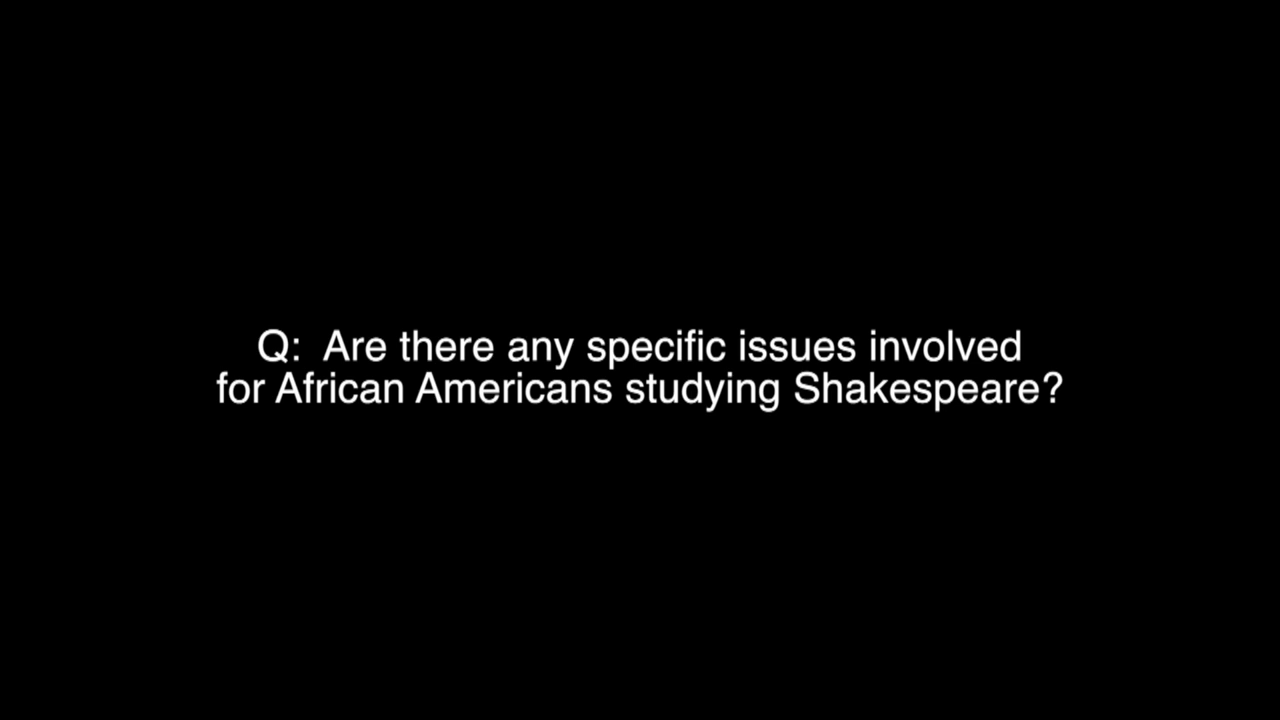 Q:  Are there any specific issues involved
for African Americans studying Shakespeare?